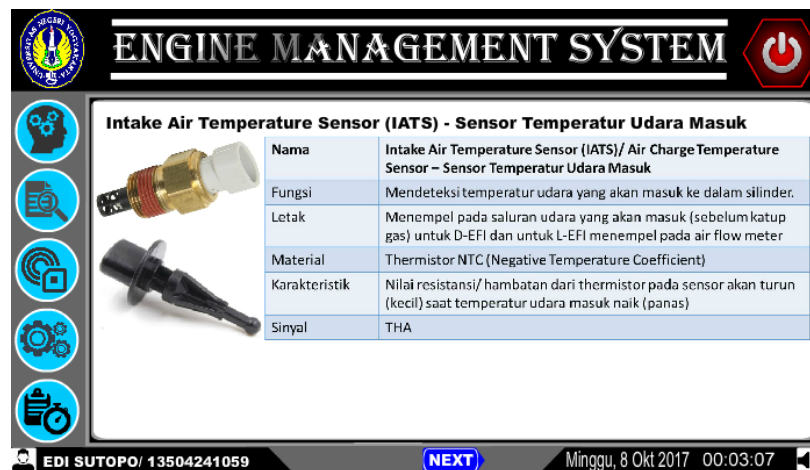 UNIVERSITAS NEGERI YOGYAKARTA
ENGINE MANAGEMENT SYSTEM
Intake Air Temperature Sensor (IATS) - Sensor Temperatur Udara Masuk
Nama
Intake Air Temperature Sensor (IATS)/ Air Charge Temperature
Sensor – Sensor Temperatur Udara Masuk
Fungsi
Mendeteksi temperatur udara yang akan masuk ke dalam silinder.
Letak
Menempel pada saluran udara yang akan masuk (sebelum katup
gas) untuk D-EFI dan untuk L-EFI menempel pada air flow meter
Material
Thermistor NTC (Negative Temperature Coefficient)
Karakteristik
Nilai resistansi/ hambatan dari thermistor pada sensor akan turun
(kecil) saat temperatur udara masuk naik (panas)
Sinyal
THA
EDI SUTOPO/ 13504241059
NEXT
Minggu, 8 Okt 2017 00:03:07